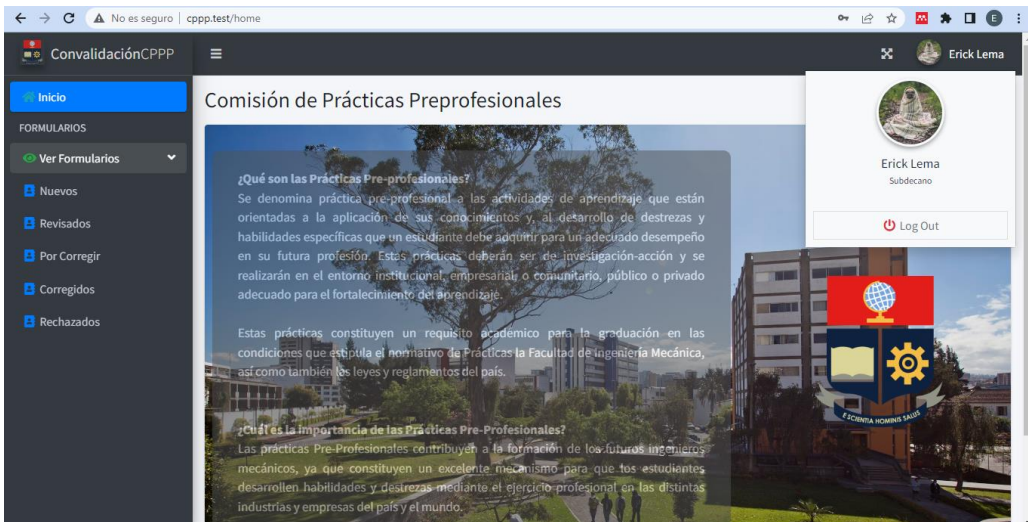 No es seguro | cppp.test/home
E
ConvalidaciónCPPP
Erick Lema
Inicio
FORMULARIOS
Ver Formularios
Nuevos
Revisados
Por Corregir
Corregidos
Rechazados
Comisión de Prácticas Preprofesionales
¿Qué son las Prácticas Pre-profesionales?
Se denomina práctica pre-profesional a las actividades de aprendizaje que están
orientadas a la aplicación de sus conocimientos y, al desarrollo de destrezas y
habilidades específicas que un estudiante debe adquirir para un adecuado desempeño
en su futura profesión. Estas prácticas deberán ser de investigación-acción y se
realizarán en el entorno institucional, empresarial, o comunitario, público o privado
adecuado para el fortalecimiento del aprendizaje.
Estas prácticas constituyen un requisito académico para la graduación en las
condiciones que estipula el normativo de Prácticas la Facultad de Ingeniería Mecánica,
así como también las leyes y reglamentos del país.
¿Cuál es la importancia de las Prácticas Pre-Profesionales?
Las prácticas Pre-Profesionales contribuyen a la formación de los futuros ingenieros
mecánicos, ya que constituyen un excelente mecanismo para que los estudiantes
desarrollen habilidades y destrezas mediante el ejercicio profesional en las distintas
industrias y empresas del país y el mundo.
Erick Lema
Subdecano
Log Out
E SCIENTIA HOMINIS SALUS